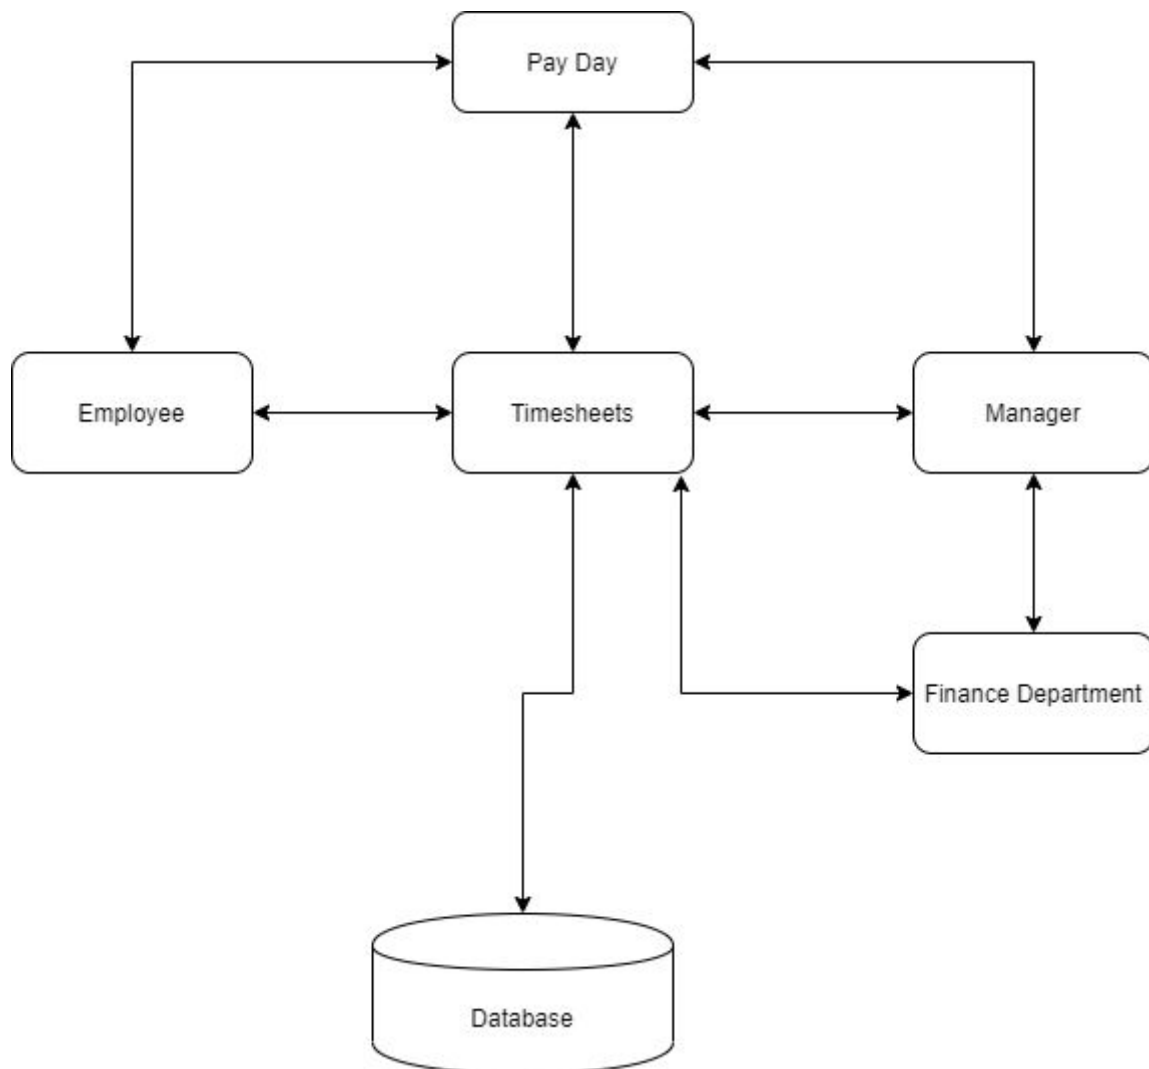 Pay Day
Employee
Timesheets
Manager
Finance Department
Database